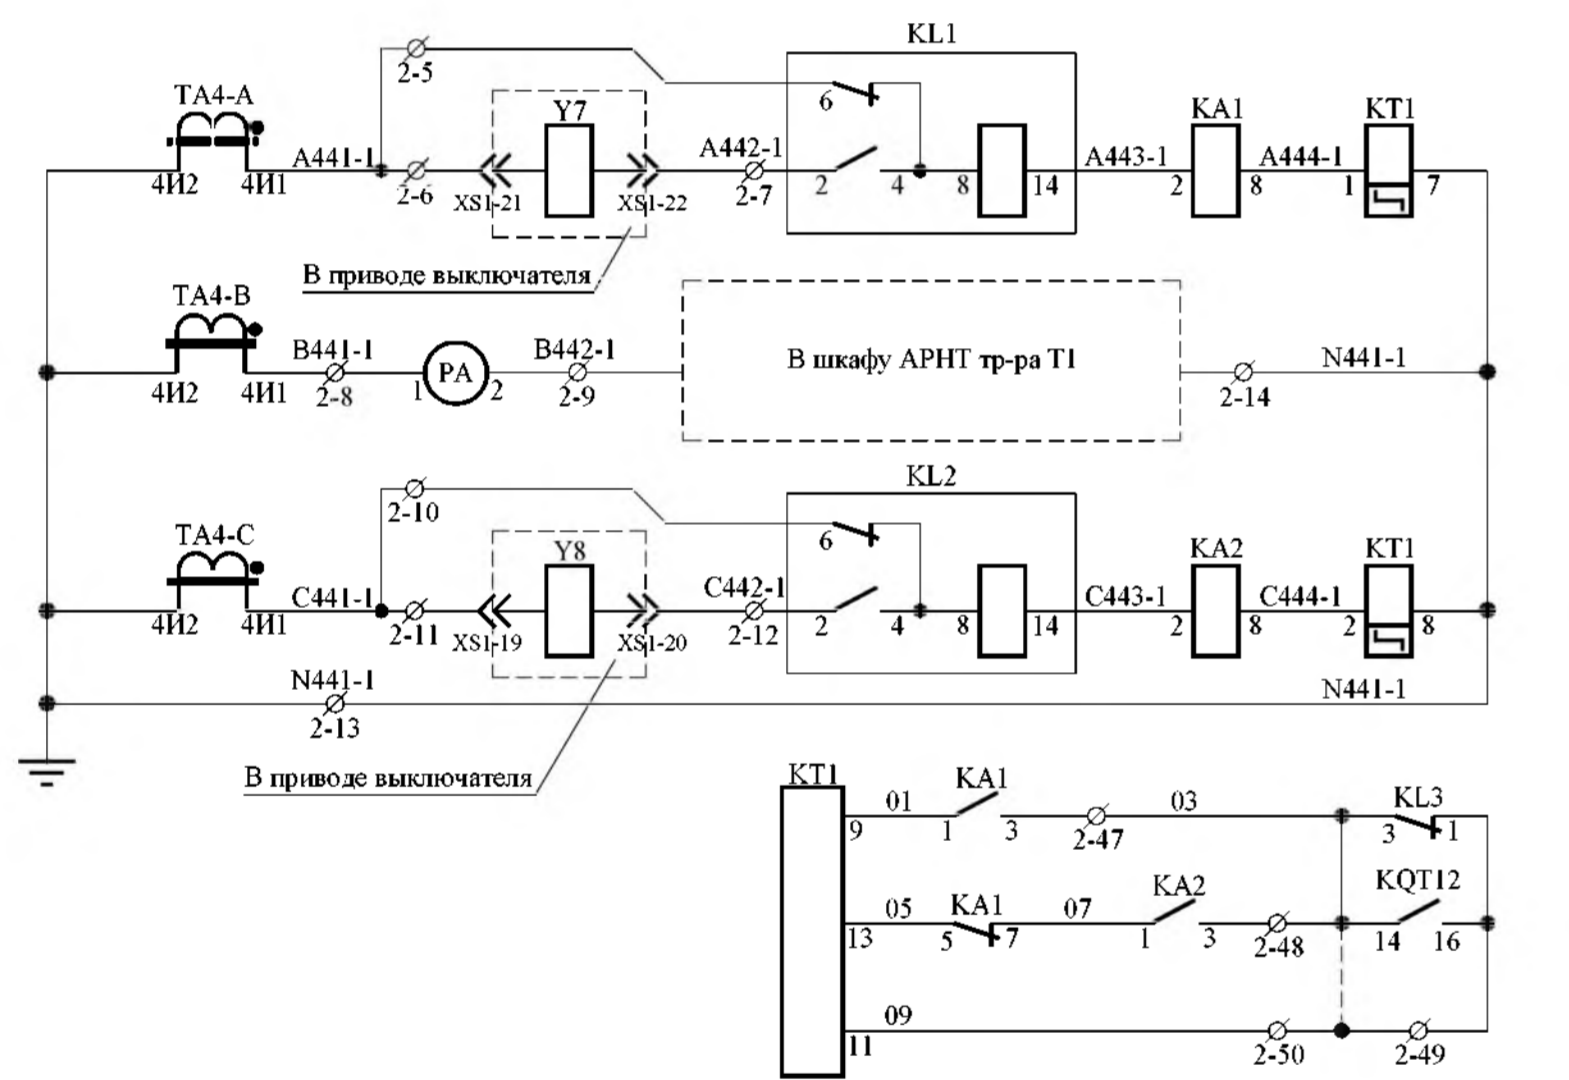 KL1
2-5
TA4-A
Y7
6
KA1
KT1
A441-1
A442-1
A443-1
A444-1
4И2
4И1
2-6
XS1-21
XS1-22
2-7
2
4
8
14
2
8
1
7
В приводе выключателя
TA4-B
B441-1
B442-1
В шкафу АРНТ тр-ра Т1
N441-1
4И2
4И1
2-8
1
PA
2
2-9
2-14
KL2
2-10
TA4-C
Y8
6
KA2
KT1
C441-1
C442-1
C443-1
C444-1
4И2
4И1
2-11
XS1-19
XS1-20
2-12
2
4
8
14
2
8
2
8
N441-1
N441-1
2-13
В приводе выключателя
KT1
01
KA1
03
KL3
9
1
3
2-47
3
1
05
KA1
07
KA2
KQT12
13
5
7
1
3
2-48
14
16
09
11
2-50
2-49